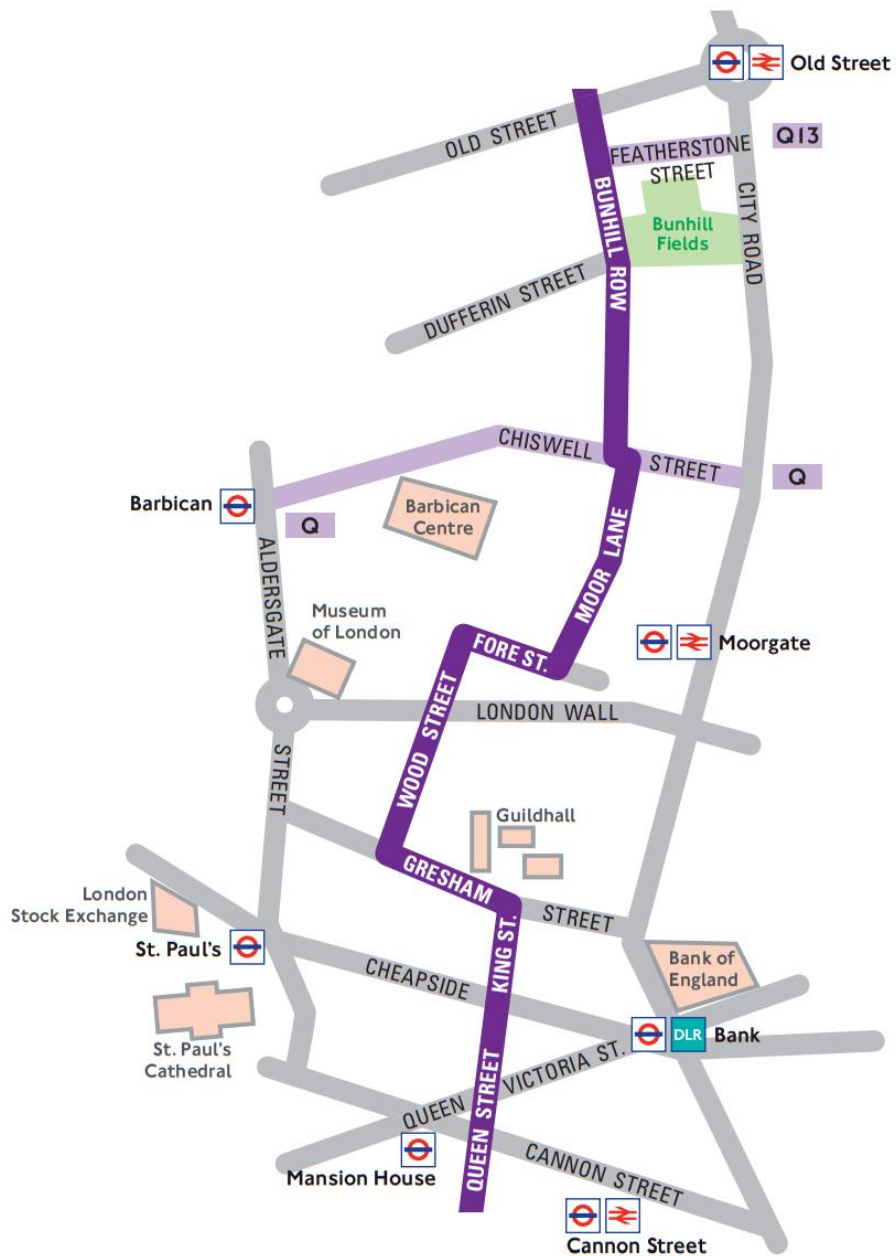 Old Street
OLD STREET
Q13
FEATHERSTONE
STREET
BUNHILL ROW
Bunhill
Fields
CITY ROAD
DUFFERIN STREET
CHISWELL STREET
Barbican
Q
Q
Barbican
Centre
MOOR LANE
ALDERSGATE STREET
Museum
of London
FORE ST.
Moorgate
WOOD STREET
LONDON WALL
Guildhall
GRESHAM STREET
London
Stock Exchange
KING ST.
St. Paul's
CHEAPSIDE
Bank of
England
DLR
Bank
St. Paul's
Cathedral
QUEEN VICTORIA ST.
QUEEN STREET
Mansion House
CANNON STREET
Cannon Street